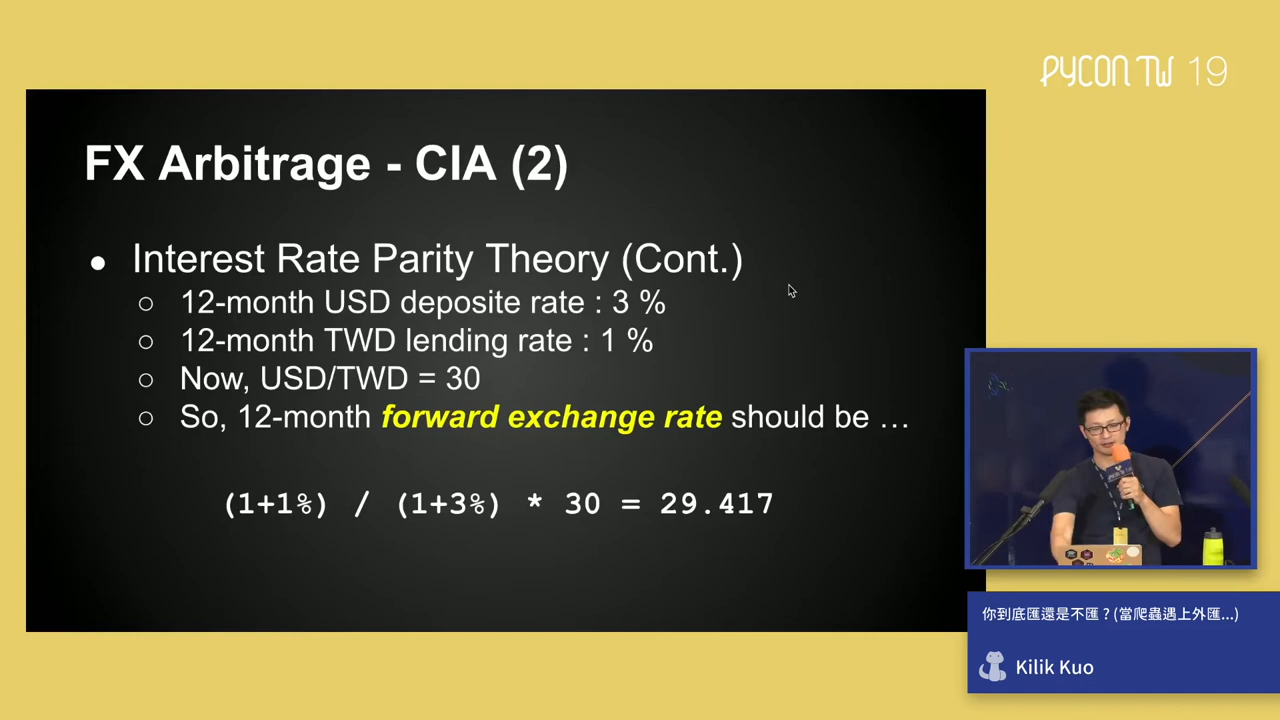 PYCON TW 19
FX Arbitrage - CIA (2)
● Interest Rate Parity Theory (Cont.)
○ 12-month USD deposite rate : 3 %
○ 12-month TWD lending rate : 1 %
○ Now, USD/TWD = 30
○ So, 12-month forward exchange rate should be …
(1+1%) / (1+3%) * 30 = 29.417
你到底匯還是不匯？(當爬蟲遇上外匯...)
Kilik Kuo